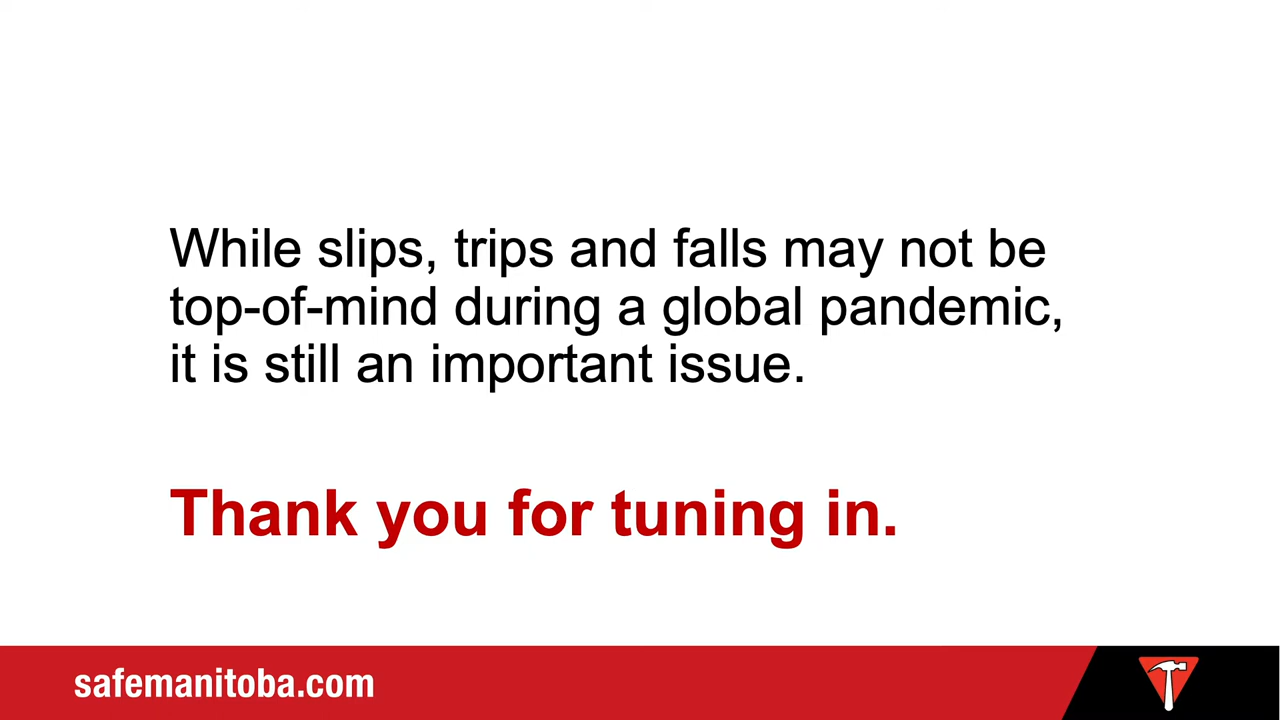 While slips, trips and falls may not be
top-of-mind during a global pandemic,
it is still an important issue.
Thank you for tuning in.
safemanitoba.com